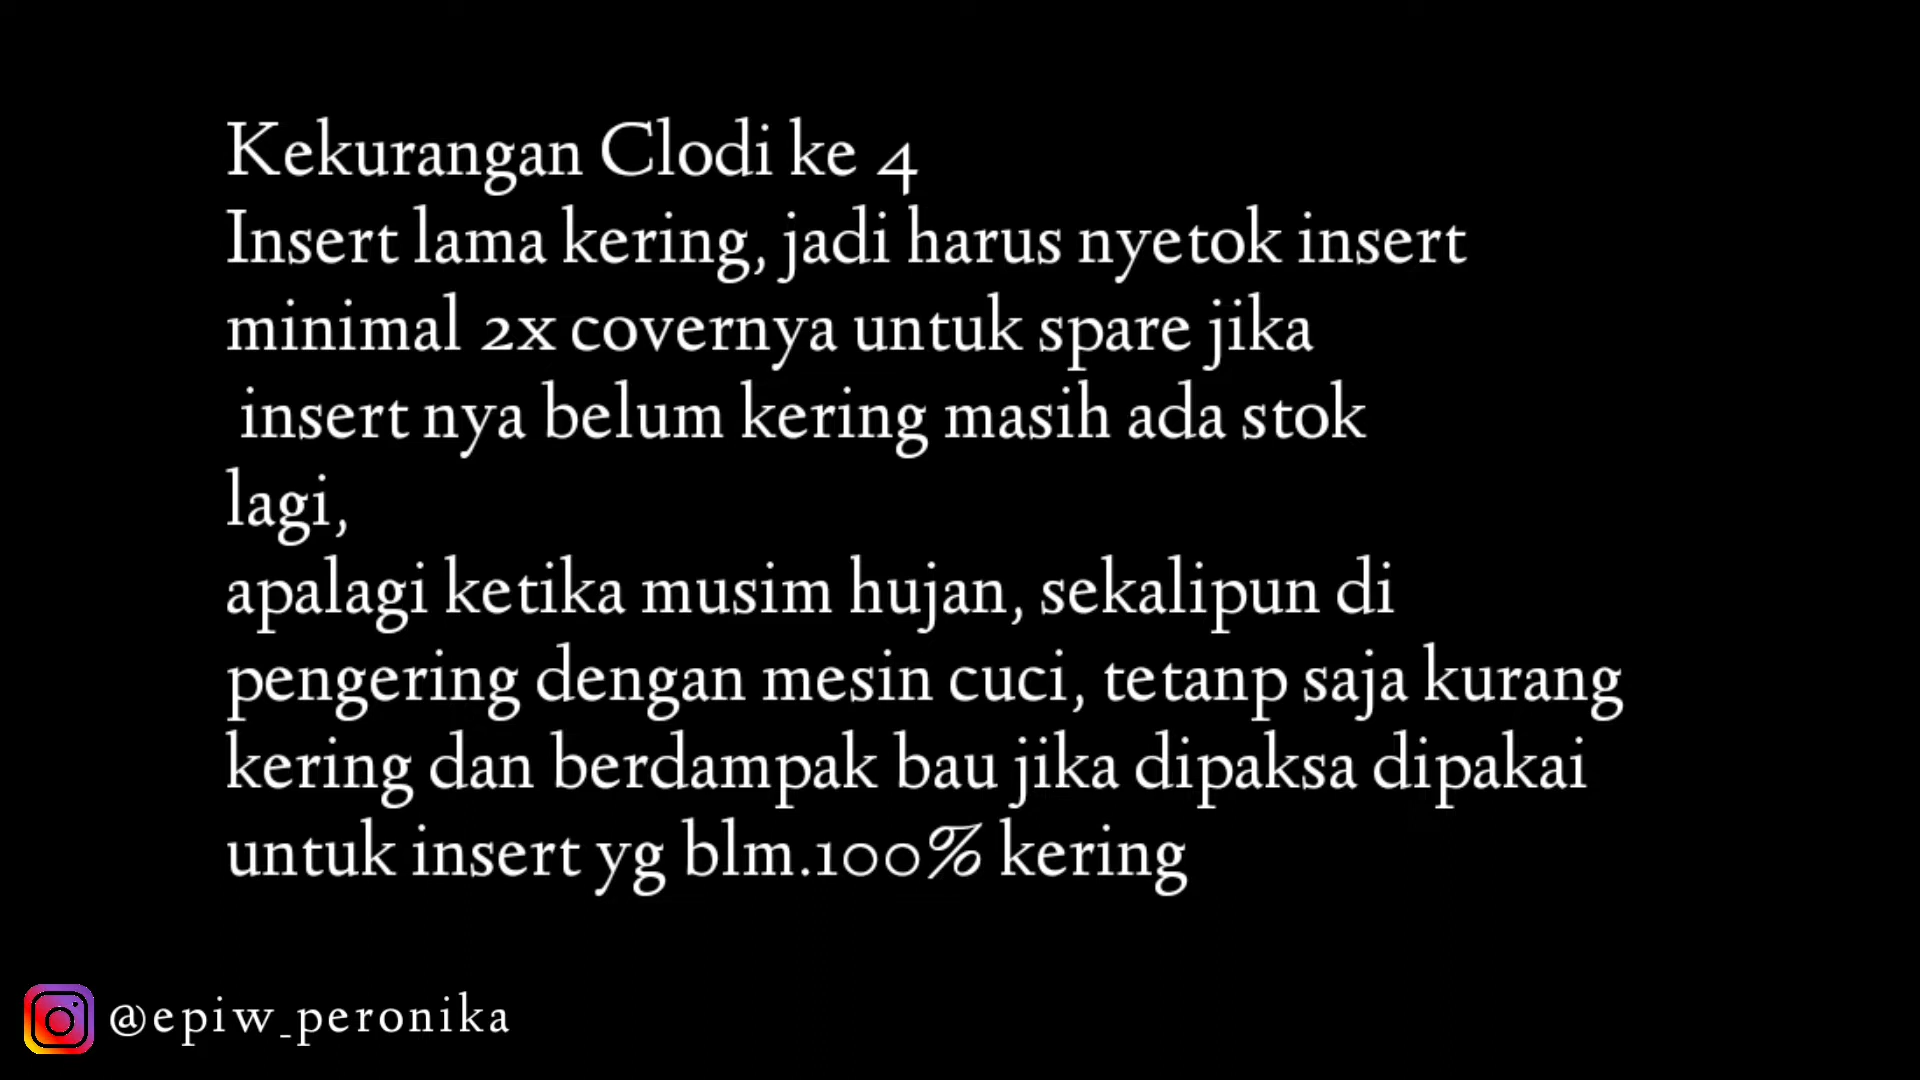 Kekurangan Clodi ke 4
Insert lama kering, jadi harus nyetok insert
minimal 2x covernya untuk spare jika
insert nya belum kering masih ada stok
lagi,
apalagi ketika musim hujan, sekalipun di
pengering dengan mesin cuci, tetanp saja kurang
kering dan berdampak bau jika dipaksa dipakai
untuk insert yg blm.100% kering
@epiw_peronika